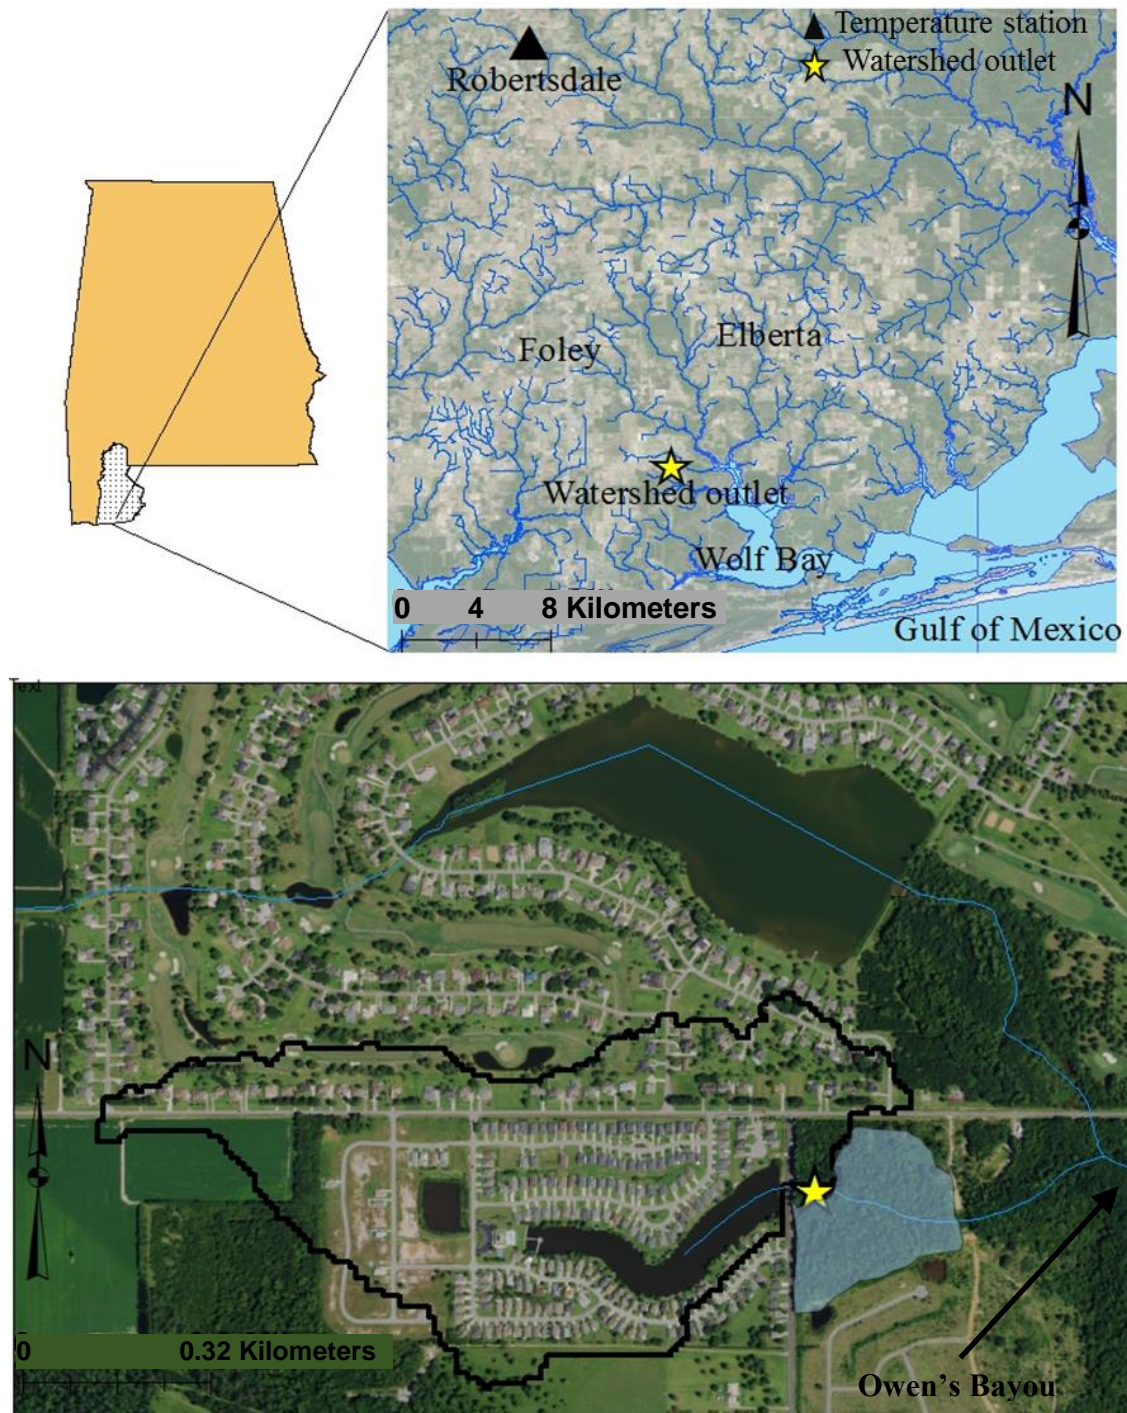 Temperature station
Watershed outlet
Robertsdale
N
Elberta
Foley
Watershed outlet
Wolf Bay
0 4 8 Kilometers
Gulf of Mexico
Text
N
0 0.32 Kilometers
Owen's Bayou